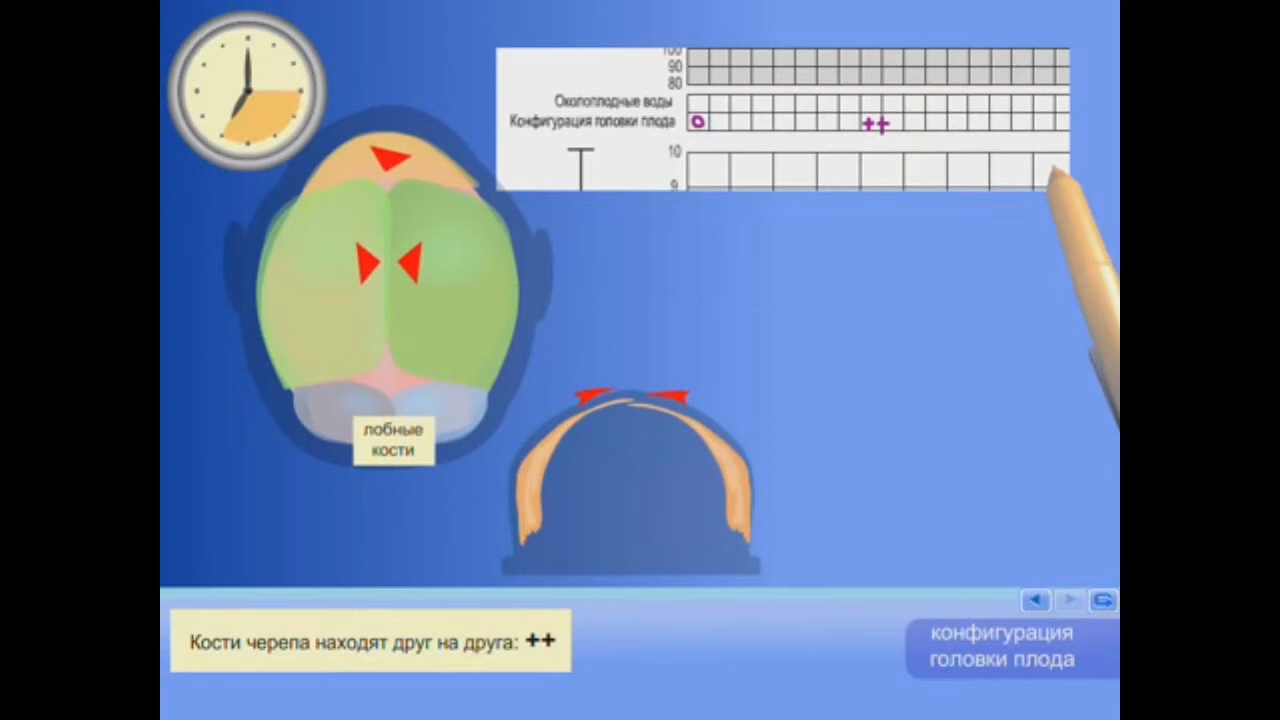 100
90
80
Околоплодные воды
Конфигурация головки плода
o ++
10
9
лобные
кости
Кости черепа находят друг на друга: ++
конфигурация
головки плода